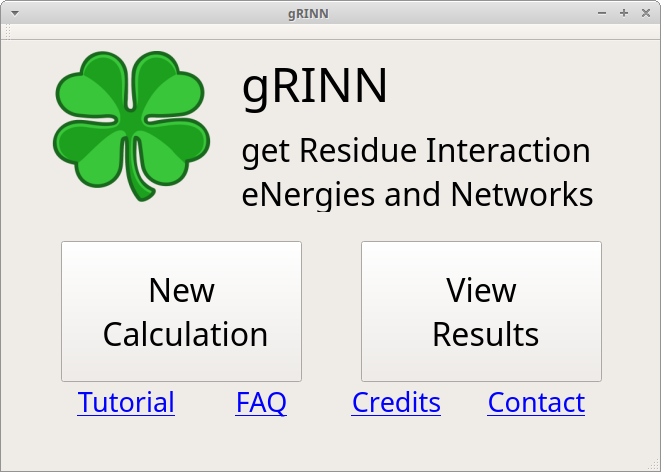 gRINN
gRINN
get Residue Interaction
eNergies and Networks
New
Calculation
View
Results
Tutorial FAQ Credits Contact